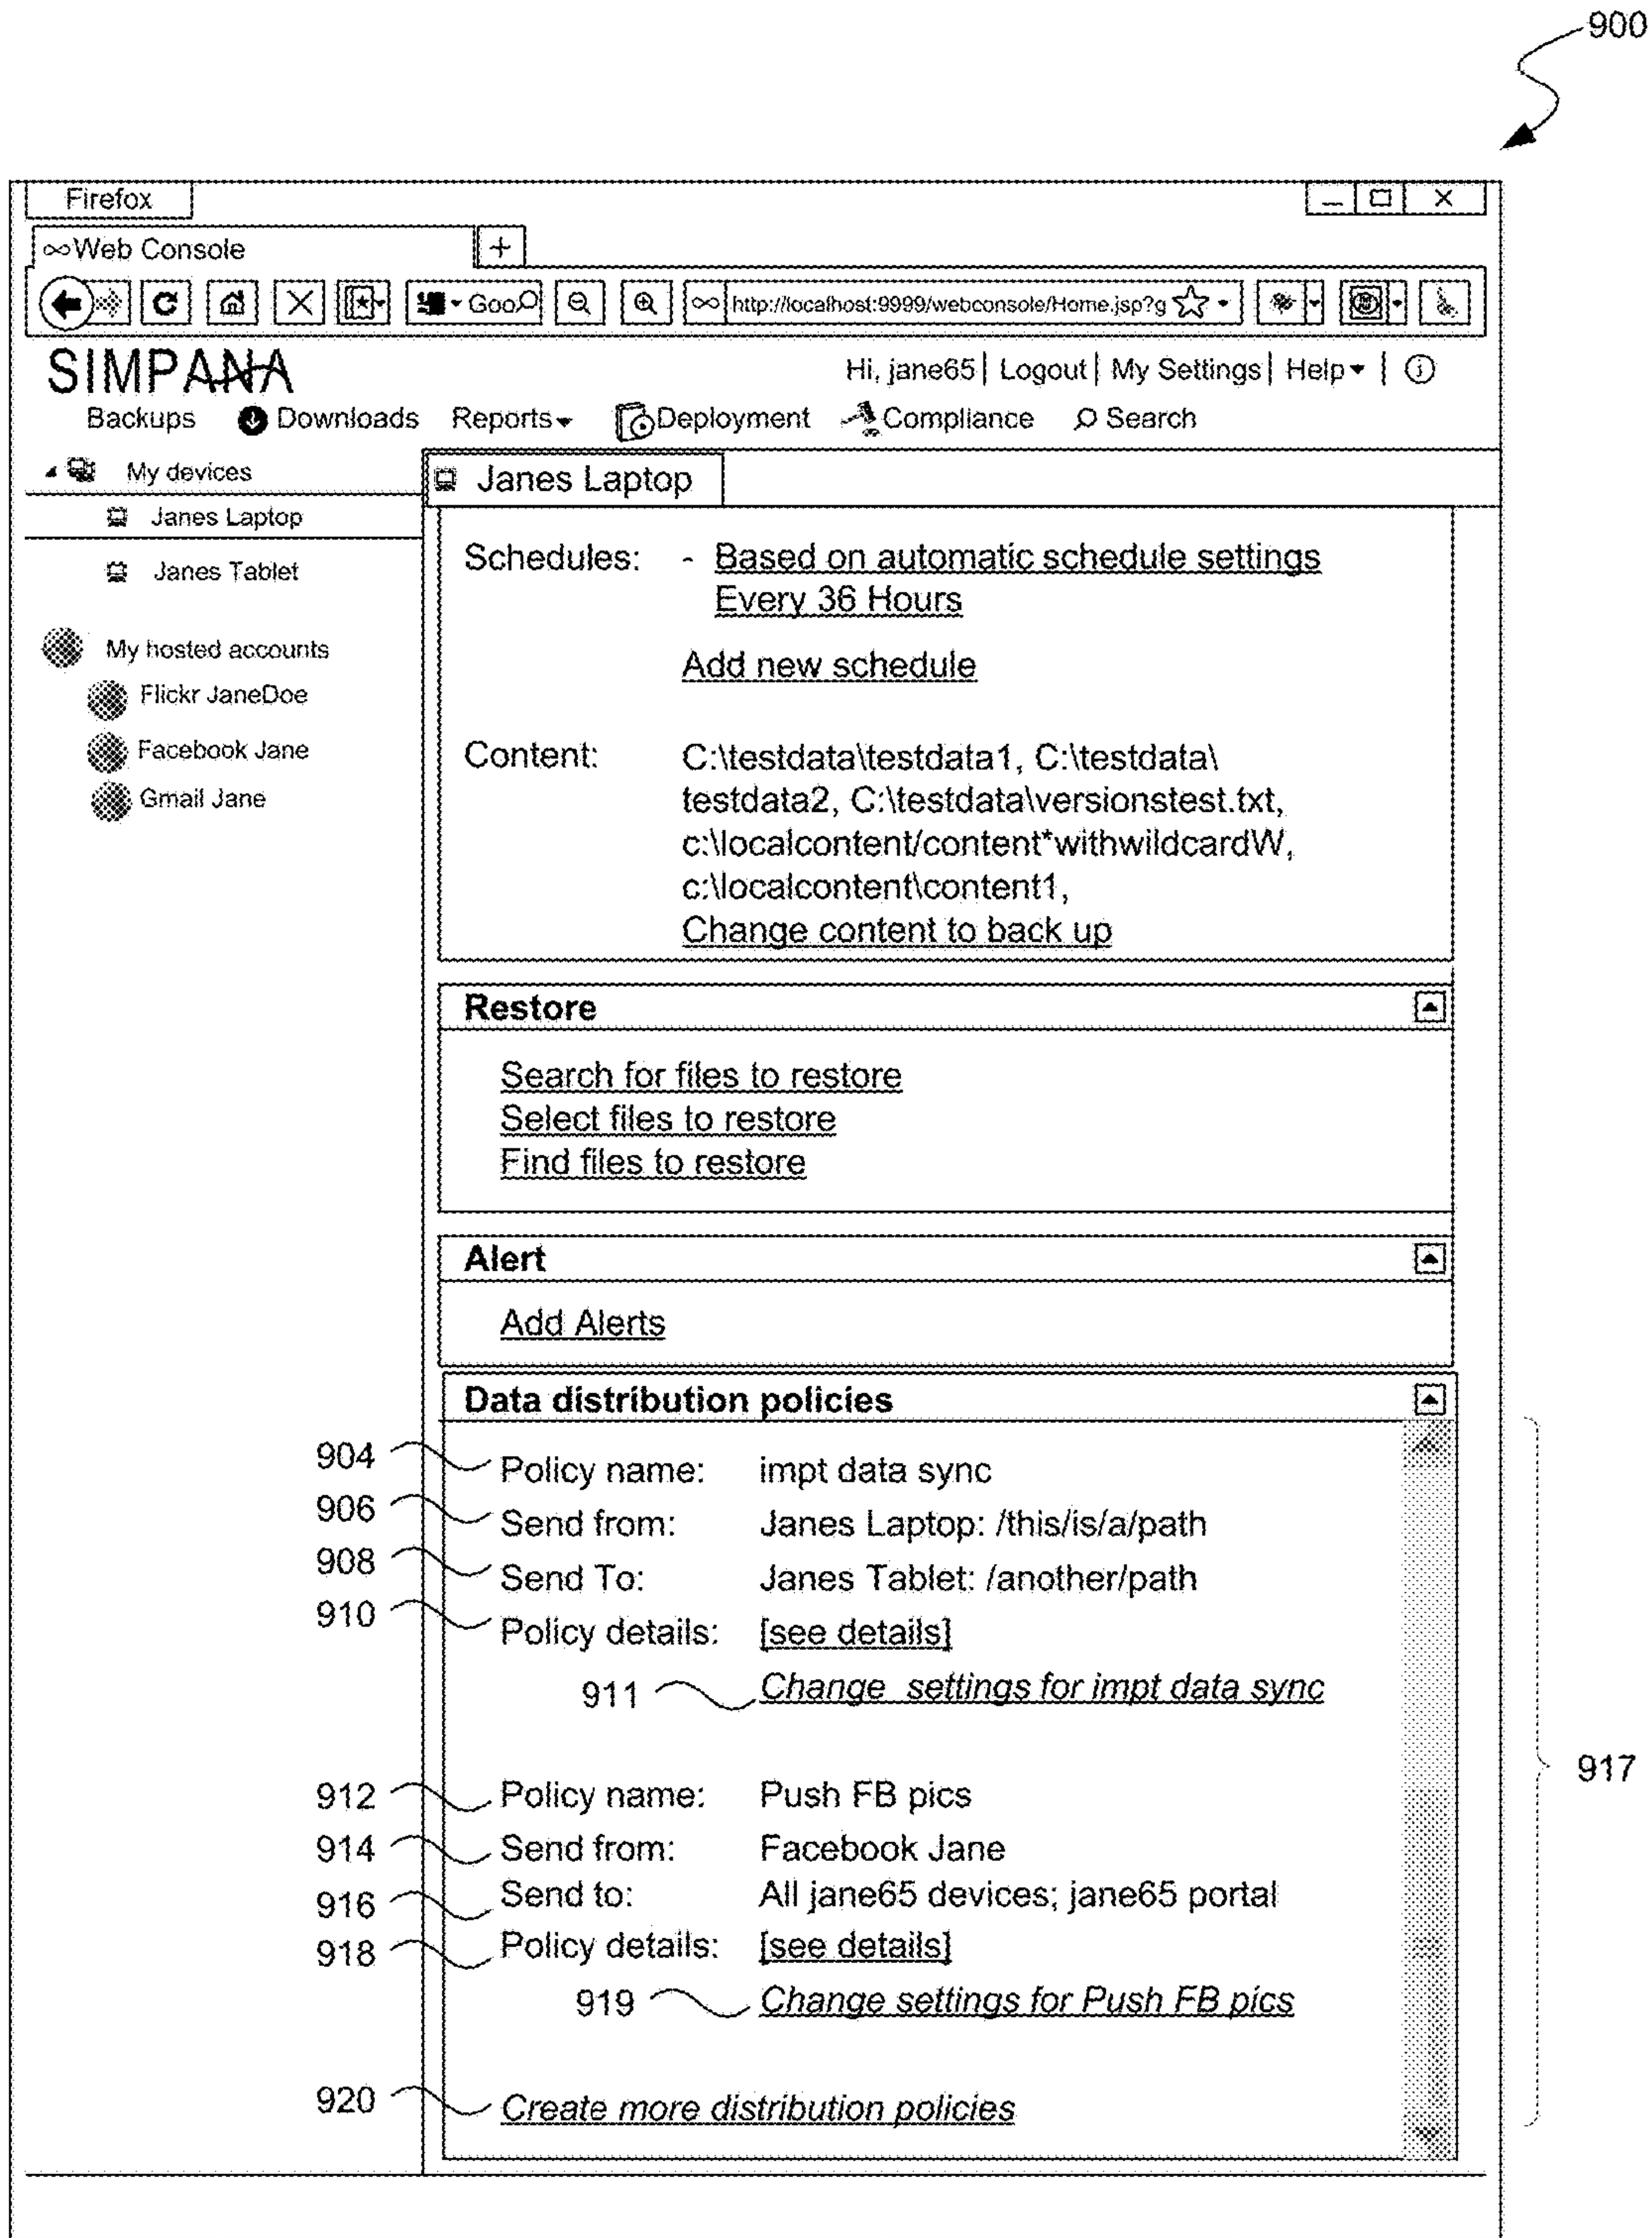 900
Firefox
∞Web Console +
Goo http://localhost:9999/webconsole/Home.jsp?g
SIMPANA
Hi, jane65| Logout| My Settings| Help | i
Backups Downloads Reports Deployment Compliance Search
My devices
Janes Laptop
Janes Tablet
My hosted accounts
Flickr JaneDoe
Facebook Jane
Gmail Jane
Janes Laptop
Schedules: - Based on automatic schedule settings
Every 36 Hours
Add new schedule
Content: C:\testdata\testdata1, C:\testdata\
testdata2, C:\testdata\versionstest.txt,
c:\localcontent/content*withwildcardW,
c:\localcontent\content1,
Change content to back up
Restore
Search for files to restore
Select files to restore
Find files to restore
Alert
Add Alerts
Data distribution policies
904 Policy name: impt data sync
906 Send from: Janes Laptop: /this/is/a/path
908 Send To: Janes Tablet: /another/path
910 Policy details: [see details]
911 Change settings for impt data sync
917
912 Policy name: Push FB pics
914 Send from: Facebook Jane
916 Send to: All jane65 devices; jane65 portal
918 Policy details: [see details]
919 Change settings for Push FB pics
920 Create more distribution policies